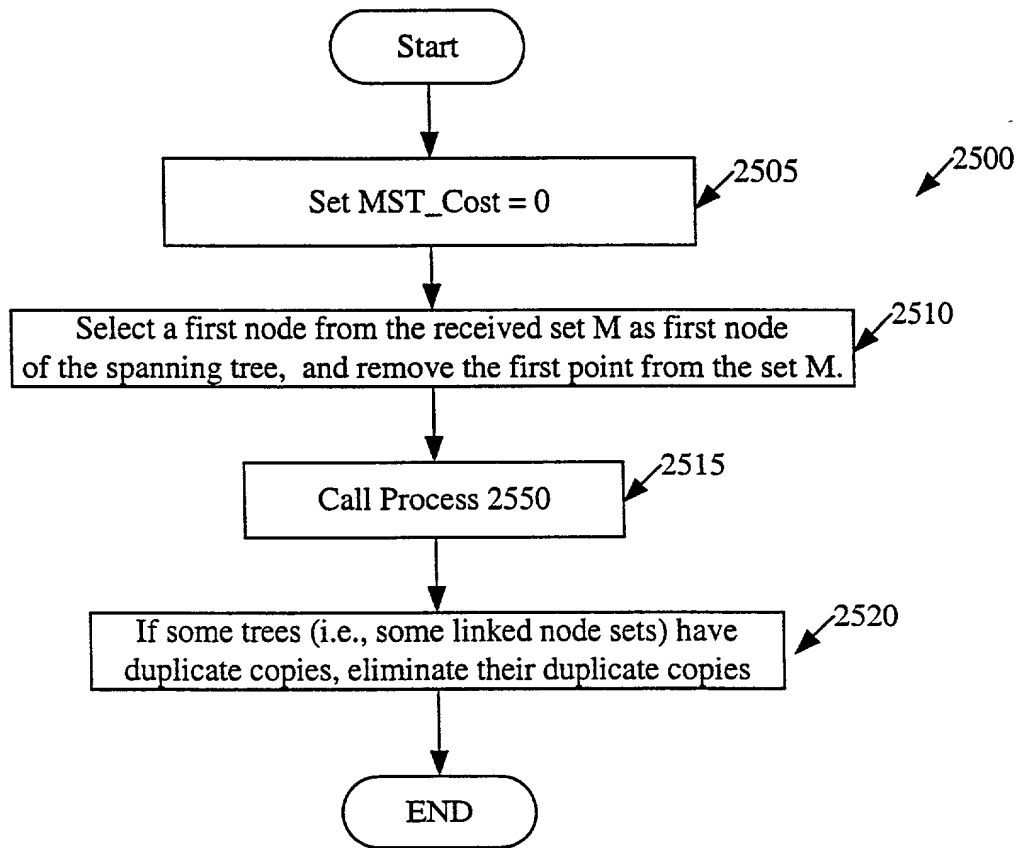 Start
2500
2505
Set MST_Cost = 0
2510
Select a first node from the received set M as first node
of the spanning tree, and remove the first point from the set M.
2515
Call Process 2550
2520
If some trees (i.e., some linked node sets) have
duplicate copies, eliminate their duplicate copies
END